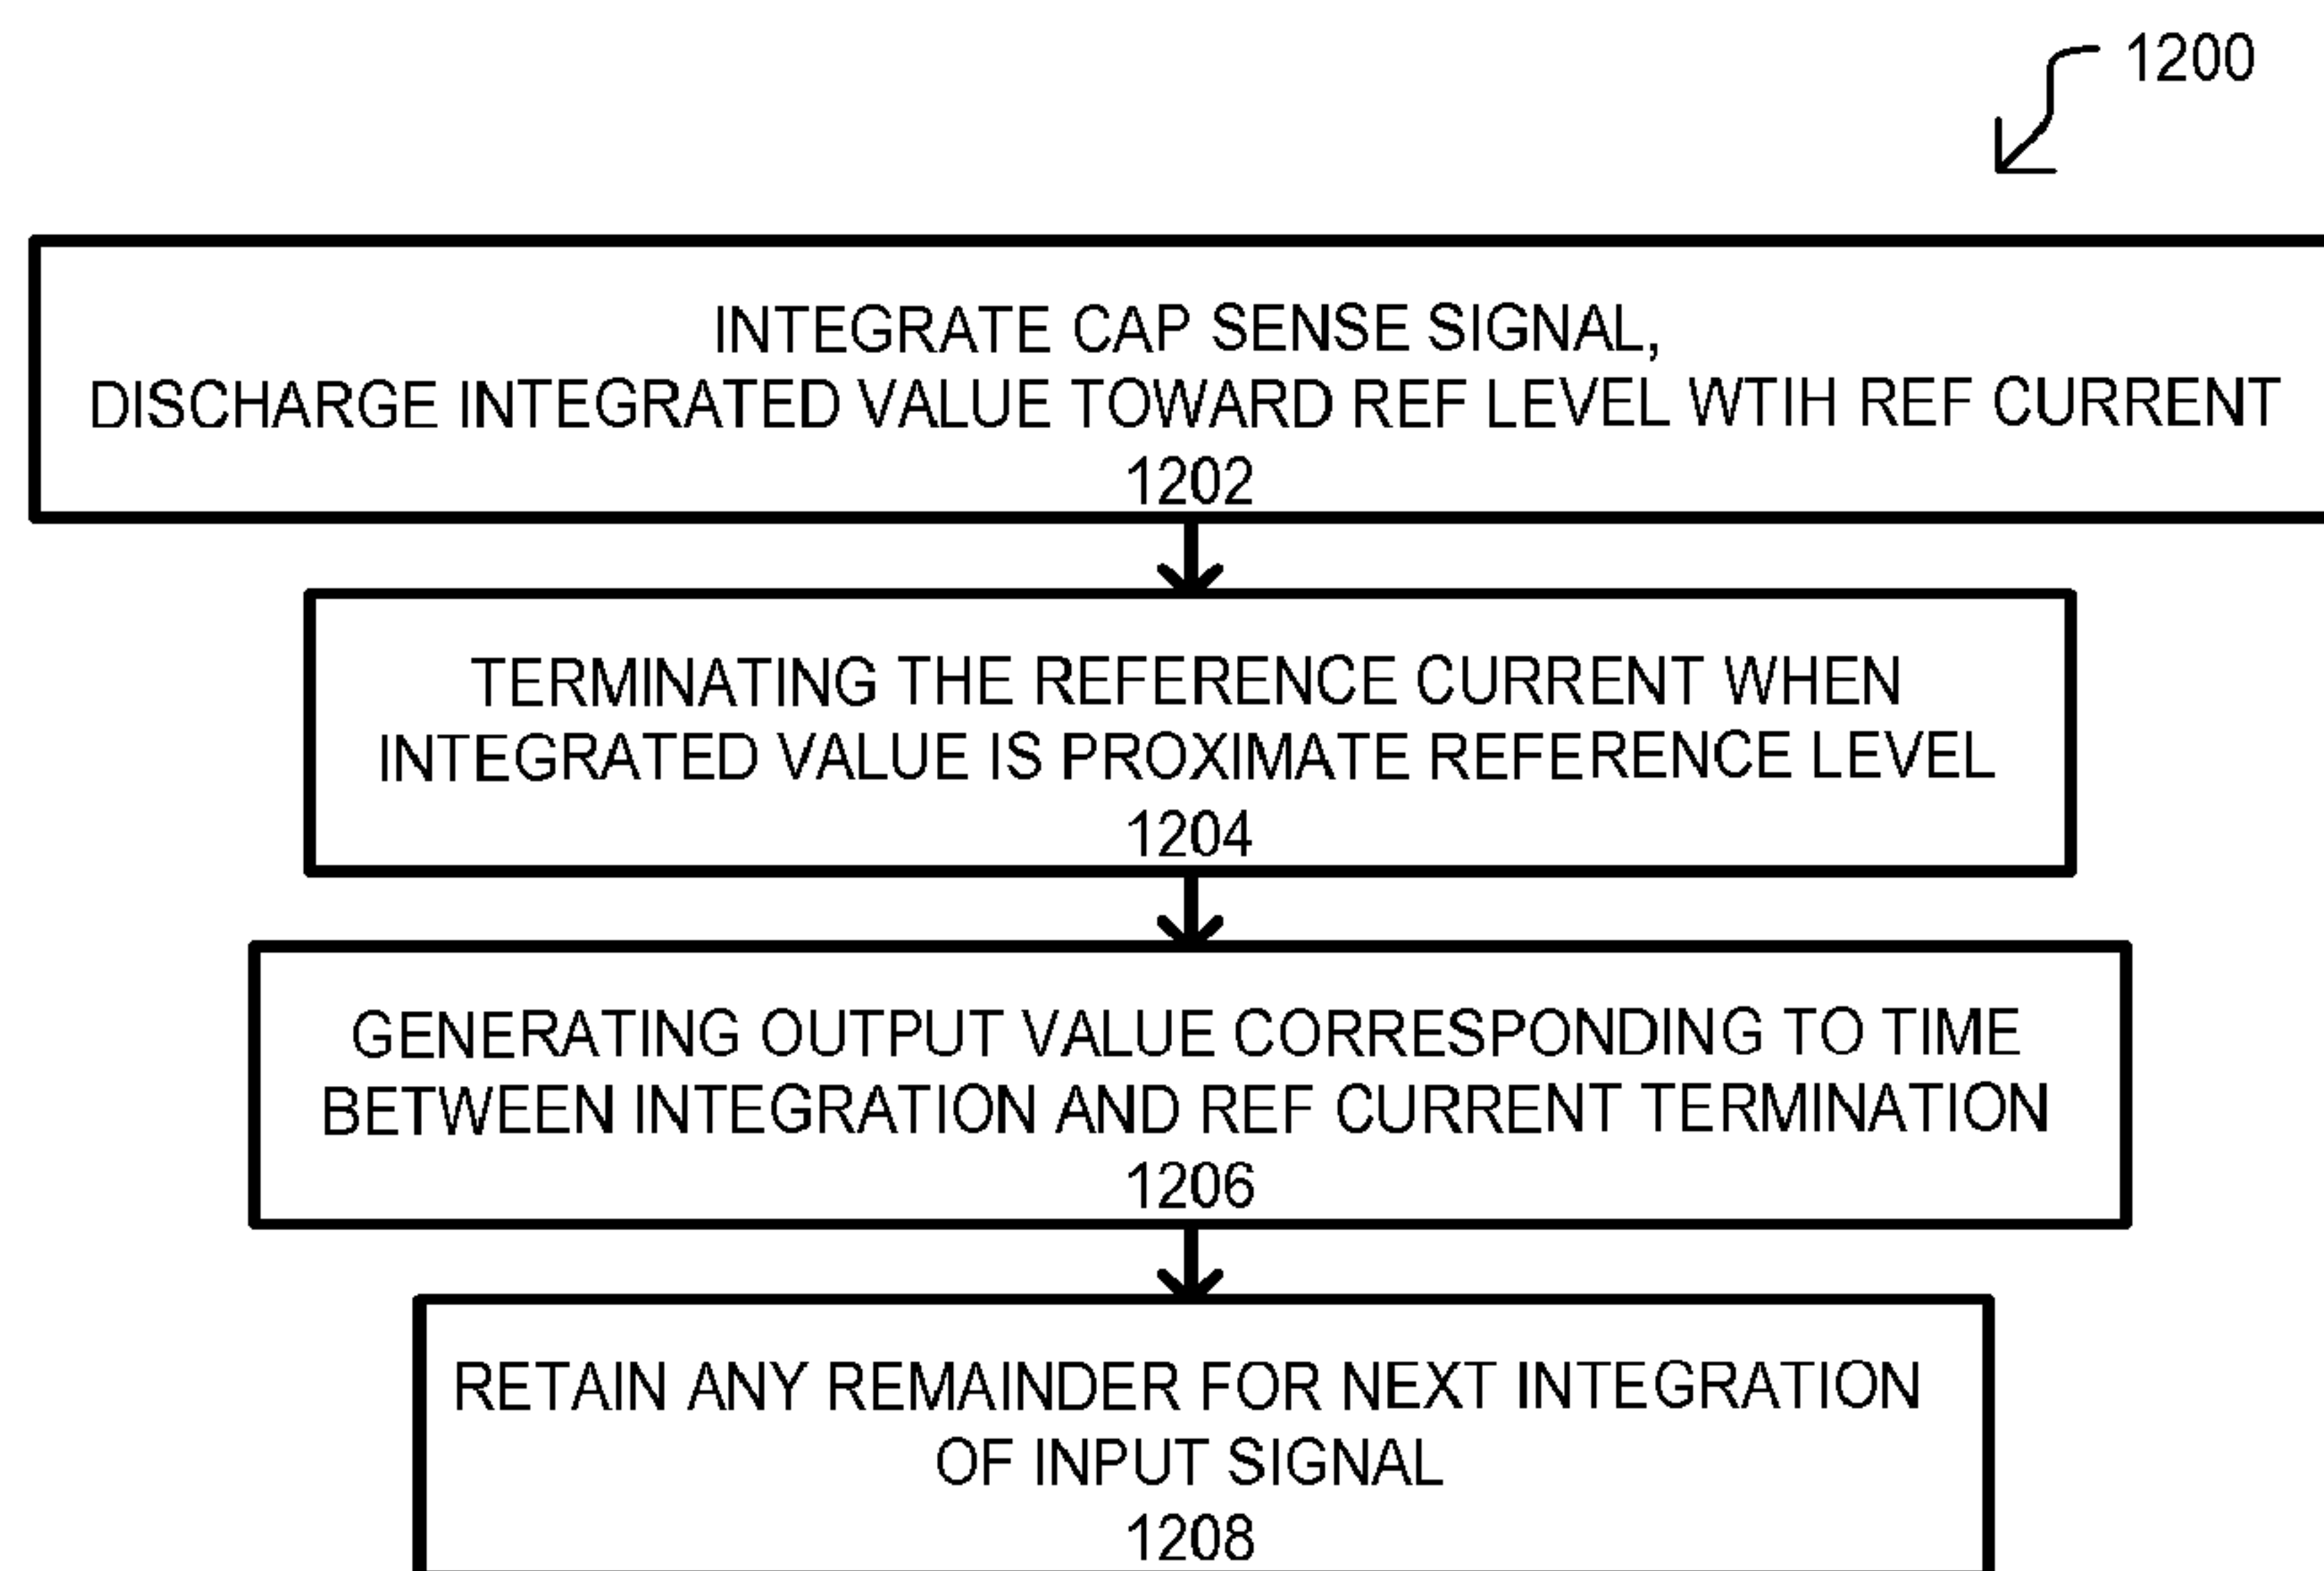 1200
INTEGRATE CAP SENSE SIGNAL,
DISCHARGE INTEGRATED VALUE TOWARD REF LEVEL WTIH REF CURRENT
1202
TERMINATING THE REFERENCE CURRENT WHEN
INTEGRATED VALUE IS PROXIMATE REFERENCE LEVEL
1204
GENERATING OUTPUT VALUE CORRESPONDING TO TIME
BETWEEN INTEGRATION AND REF CURRENT TERMINATION
1206
RETAIN ANY REMAINDER FOR NEXT INTEGRATION
OF INPUT SIGNAL
1208